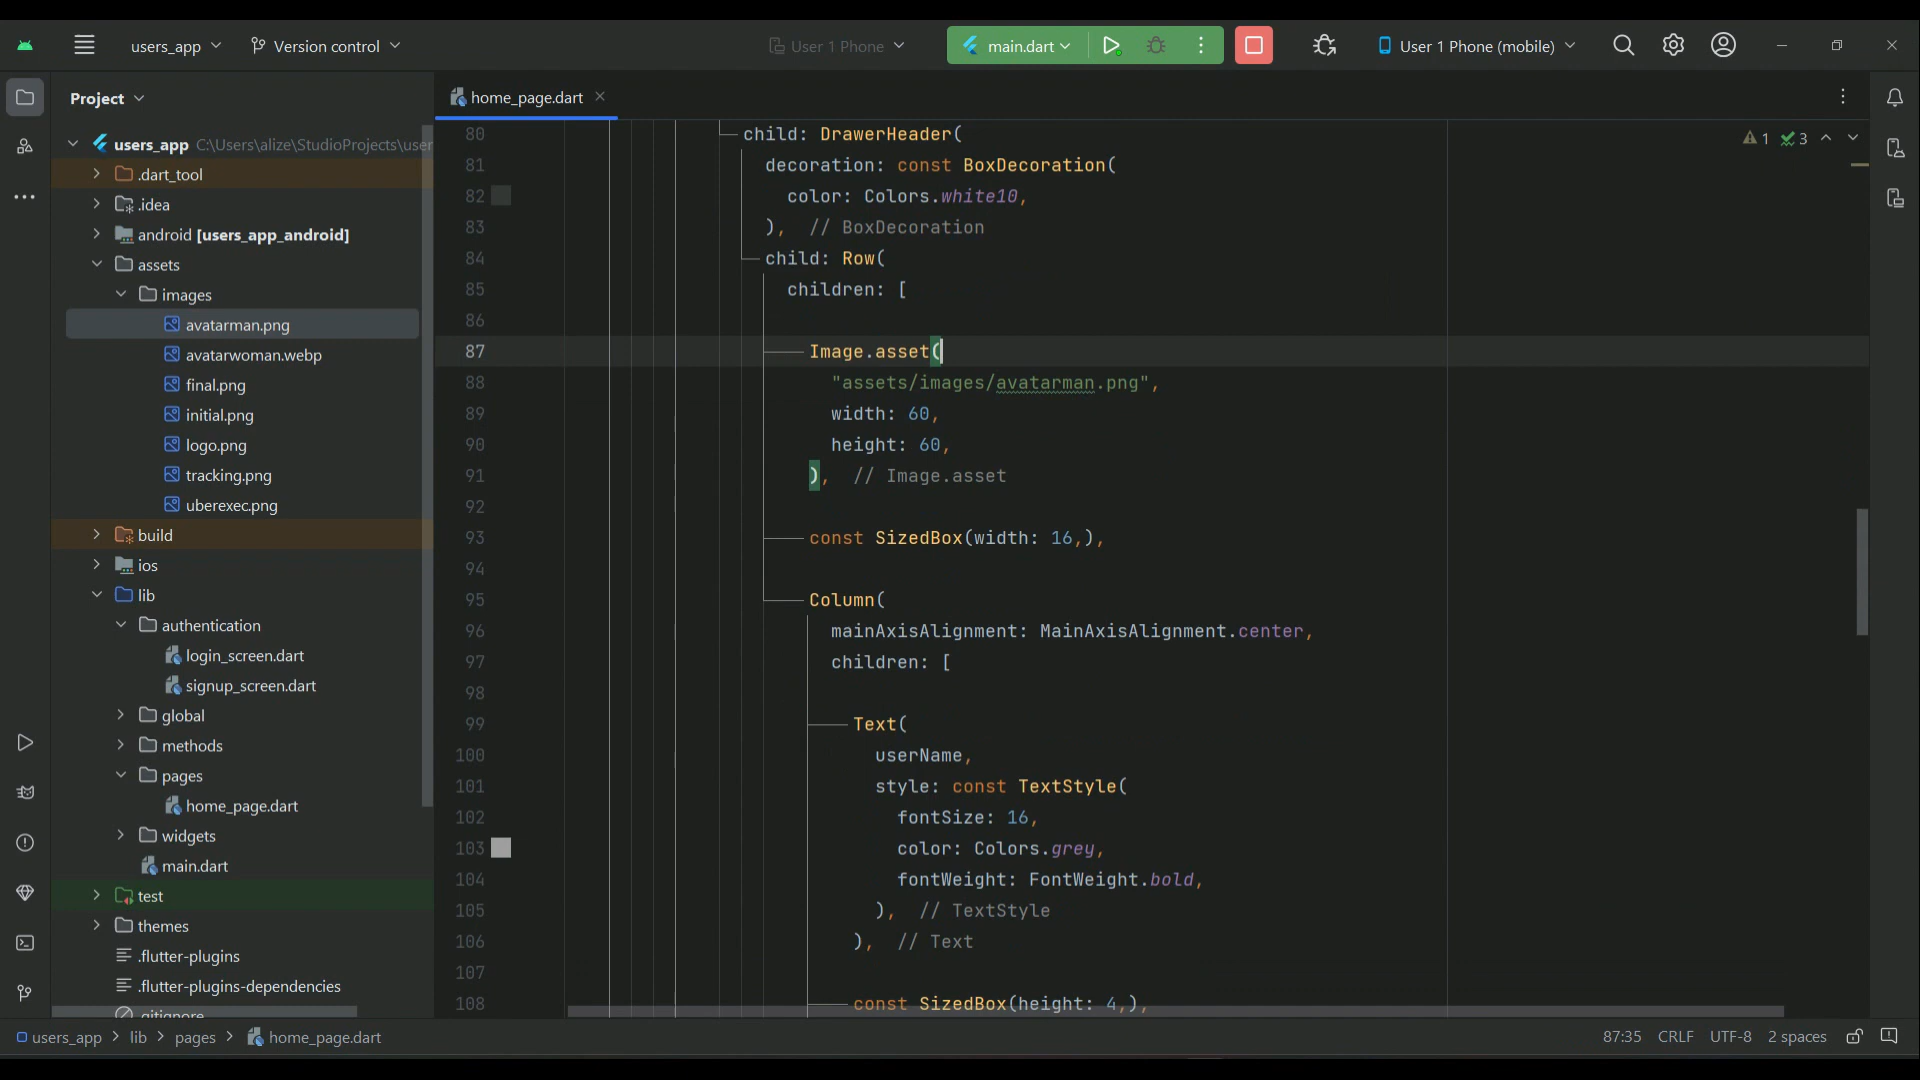 users_app
Version control
User 1 Phone
main.dart
User 1 Phone (mobile)
Project
home_page.dart
users_app C:\Users\alize\StudioProjects\user
.dart_tool
.idea
android [users_app_android]
assets
images
avatarman.png
avatarwoman.webp
final.png
initial.png
logo.png
tracking.png
uberexec.png
build
ios
lib
authentication
login_screen.dart
signup_screen.dart
global
methods
pages
home_page.dart
widgets
main.dart
test
themes
.flutter-plugins
.flutter-plugins-dependencies
.gitignore
1 3
80 child: DrawerHeader(
81 decoration: const BoxDecoration(
82 color: Colors.white10,
83 ), // BoxDecoration
84 child: Row(
85 children: [
86
87 Image.asset(
88 "assets/images/avatarman.png",
89 width: 60,
90 height: 60,
91 ), // Image.asset
92
93 const SizedBox(width: 16,),
94
95 Column(
96 mainAxisAlignment: MainAxisAlignment.center,
97 children: [
98
99 Text(
100 userName,
101 style: const TextStyle(
102 fontSize: 16,
103 color: Colors.grey,
104 fontWeight: FontWeight.bold,
105 ), // TextStyle
106 ), // Text
107
108 const SizedBox(height: 4,),
users_app > lib > pages > home_page.dart
87:35 CRLF UTF-8 2 spaces